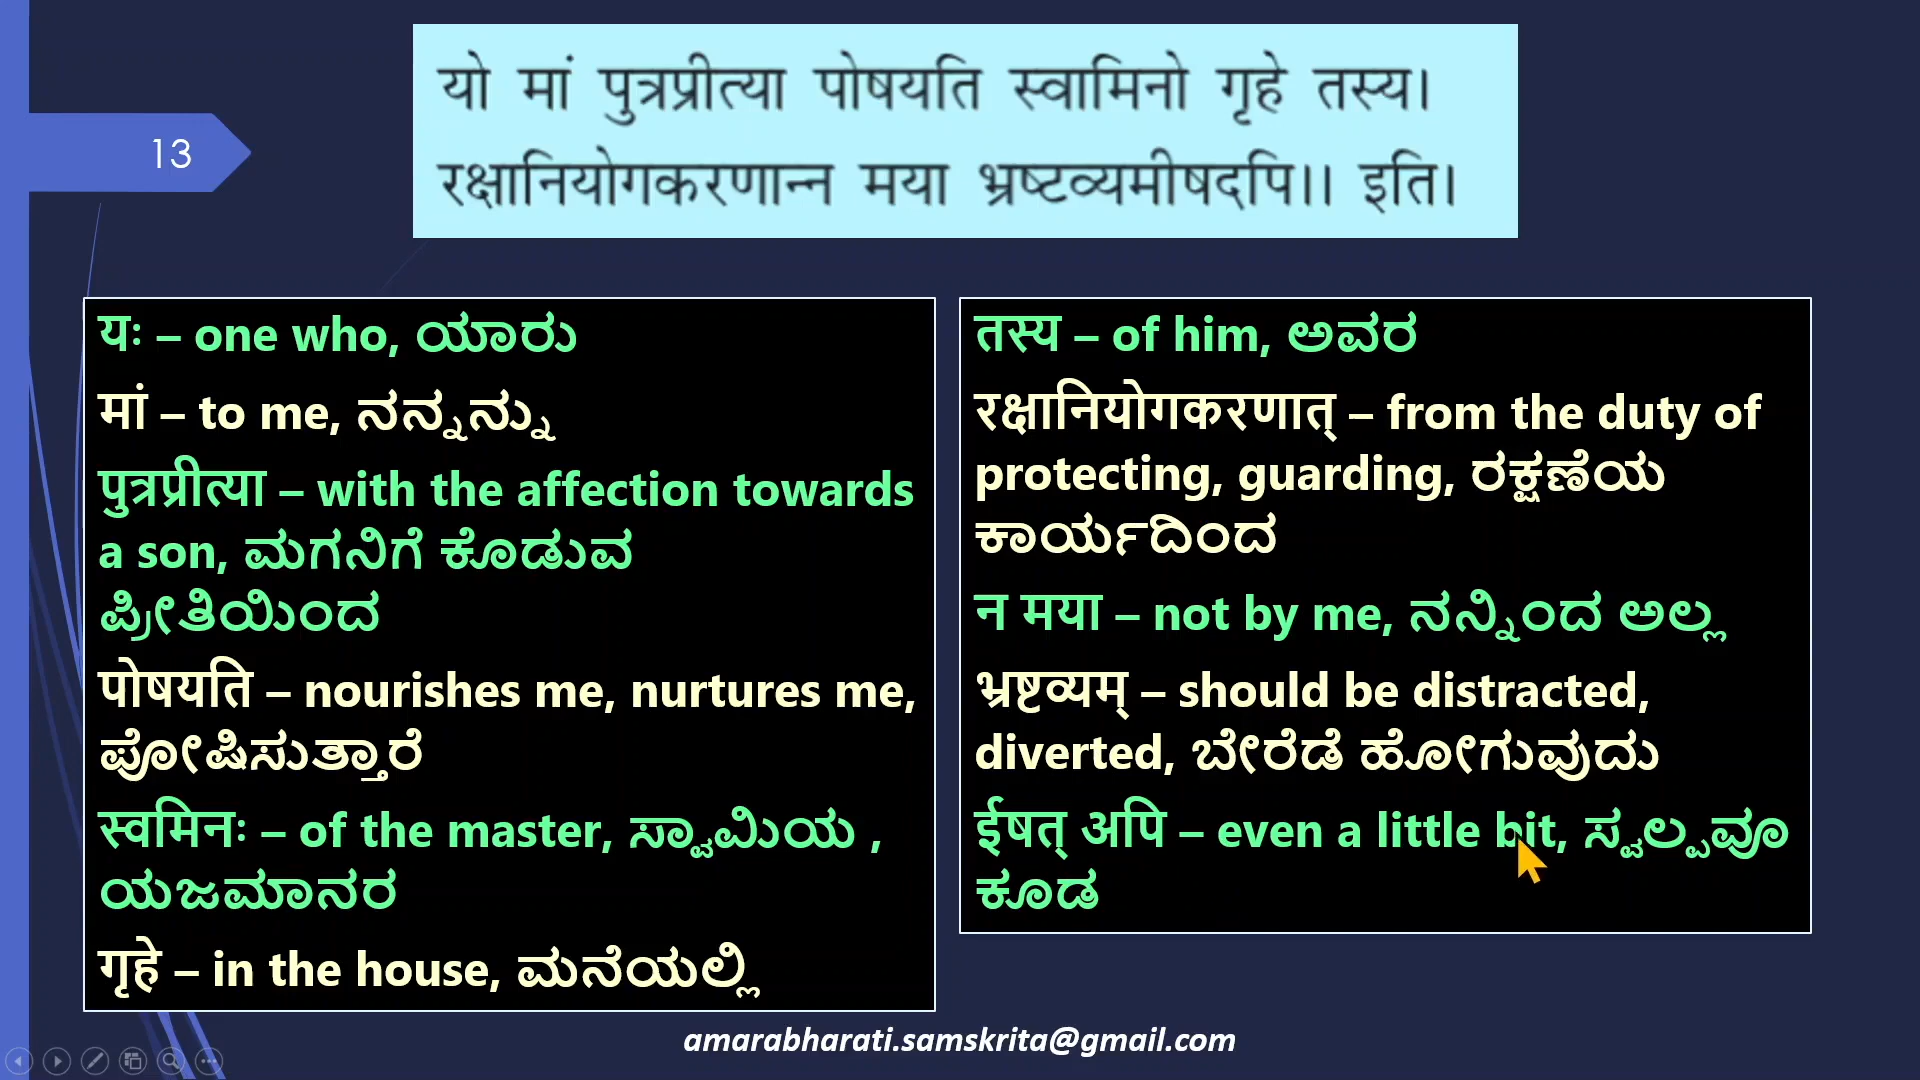 यो मां पुत्रप्रीत्या पोषयति स्वामिनो गृहे तस्य।
रक्षानियोगकरणान्न मया भ्रष्टव्यमीषदपि।। इति।
13
यः – one who, ಯಾರು
मां – to me, ನನ್ನನ್ನು
पुत्रप्रीत्या – with the affection towards
a son, ಮಗನಿಗೆ ಕೊಡುವ
ಪ್ರೀತಿಯಿಂದ
पोषयति – nourishes me, nurtures me,
ಪೋಷಿಸುತ್ತಾರೆ
स्वमिनः – of the master, ಸ್ವಾಮಿಯ ,
ಯಜಮಾನರ
गृहे – in the house, ಮನೆಯಲ್ಲಿ
तस्य – of him, ಅವರ
रक्षानियोगकरणात् – from the duty of
protecting, guarding, ರಕ್ಷಣೆಯ
ಕಾರ್ಯದಿಂದ
न मया – not by me, ನನ್ನಿಂದ ಅಲ್ಲ
भ्रष्टव्यम् – should be distracted,
diverted, ಬೇರೆಡೆ ಹೋಗುವುದು
ईषत् अपि – even a little bit, ಸ್ವಲ್ಪವೂ
ಕೂಡ
amarabharati.samskrita@gmail.com